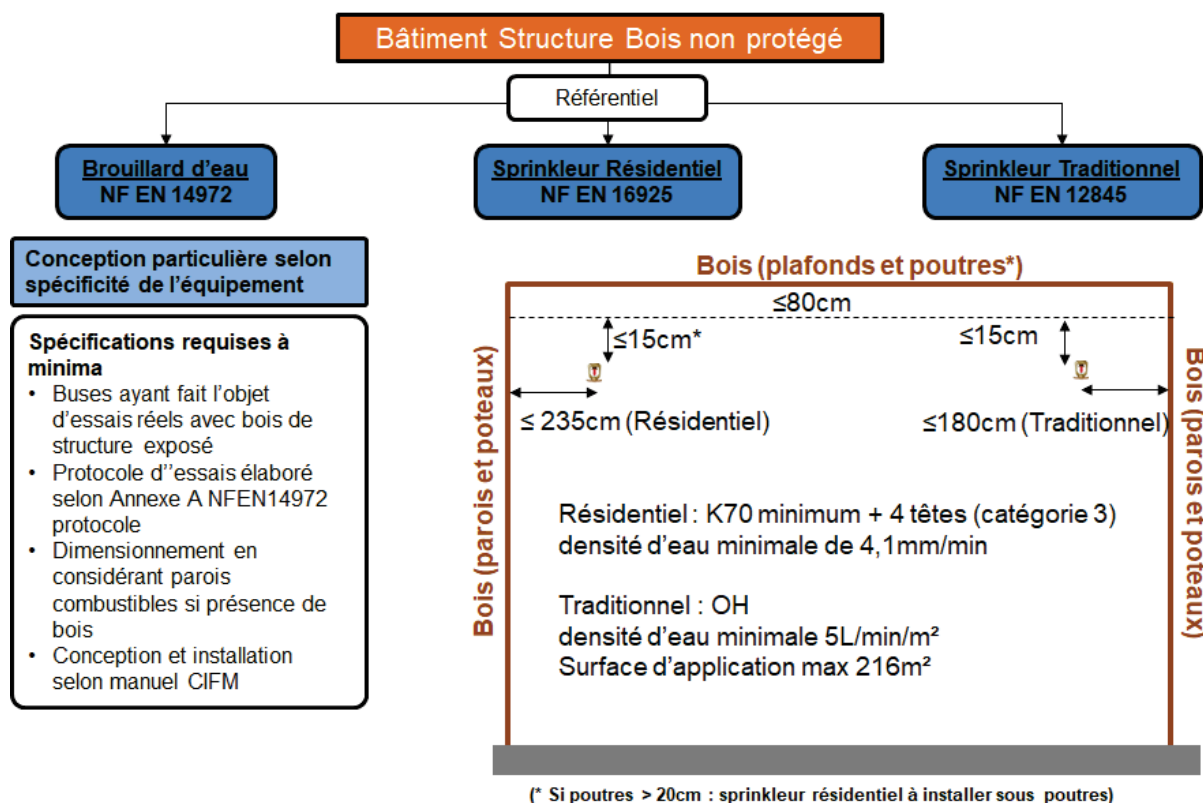 Bâtiment Structure Bois non protégé
Référentiel
Brouillard d'eau
NF EN 14972
Sprinkleur Résidentiel
NF EN 16925
Sprinkleur Traditionnel
NF EN 12845
Conception particulière selon
spécificité de l'équipement
Spécifications requises à
minima
• Buses ayant fait l'objet
d'essais réels avec bois de
structure exposé
• Protocole d''essais élaboré
selon Annexe A NFEN14972
protocole
• Dimensionnement en
considérant parois
combustibles si présence de
bois
• Conception et installation
selon manuel CIFM
Bois (plafonds et poutres*)
≤80cm
≤15cm*
≤15cm
≤ 235cm (Résidentiel)
≤180cm (Traditionnel)
Bois (parois et poteaux)
Bois (parois et poteaux)
Résidentiel : K70 minimum + 4 têtes (catégorie 3)
densité d'eau minimale de 4,1mm/min
Traditionnel : OH
densité d'eau minimale 5L/min/m²
Surface d'application max 216m²
(* Si poutres > 20cm : sprinkleur résidentiel à installer sous poutres)